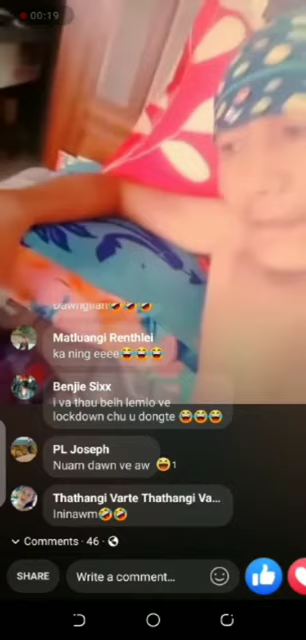 00:19
Dawngtlan🤣🤣🤣
Matluangi Renthlei
ka ning eeee😂😂😂
Benjie Sixx
i va thau belh lemlo ve
lockdown chu u dongte 😂😂😂
PL Joseph
Nuam dawn ve aw 😆1
Thathangi Varte Thathangi Va...
Ininawm🤣🤣
Comments · 46 ·
SHARE
Write a comment...